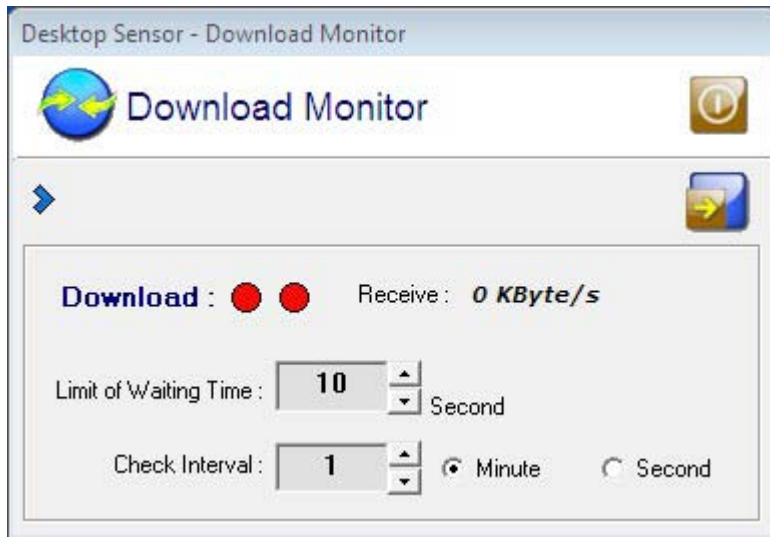 Desktop Sensor - Download Monitor
Download Monitor
Download : Receive : 0 KByte/s
Limit of Waiting Time : 10 Second
Check Interval : 1 Minute Second